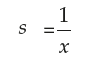 s = 1/x